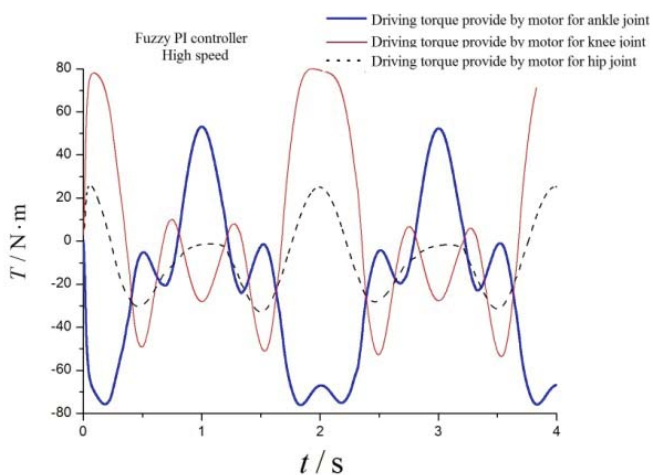 Fuzzy PI controller
High speed
Driving torque provide by motor for ankle joint
Driving torque provide by motor for knee joint
Driving torque provide by motor for hip joint
80
60
40
20
0
-20
-40
-60
-80
T / N·m
0
1
2
3
4
t / s